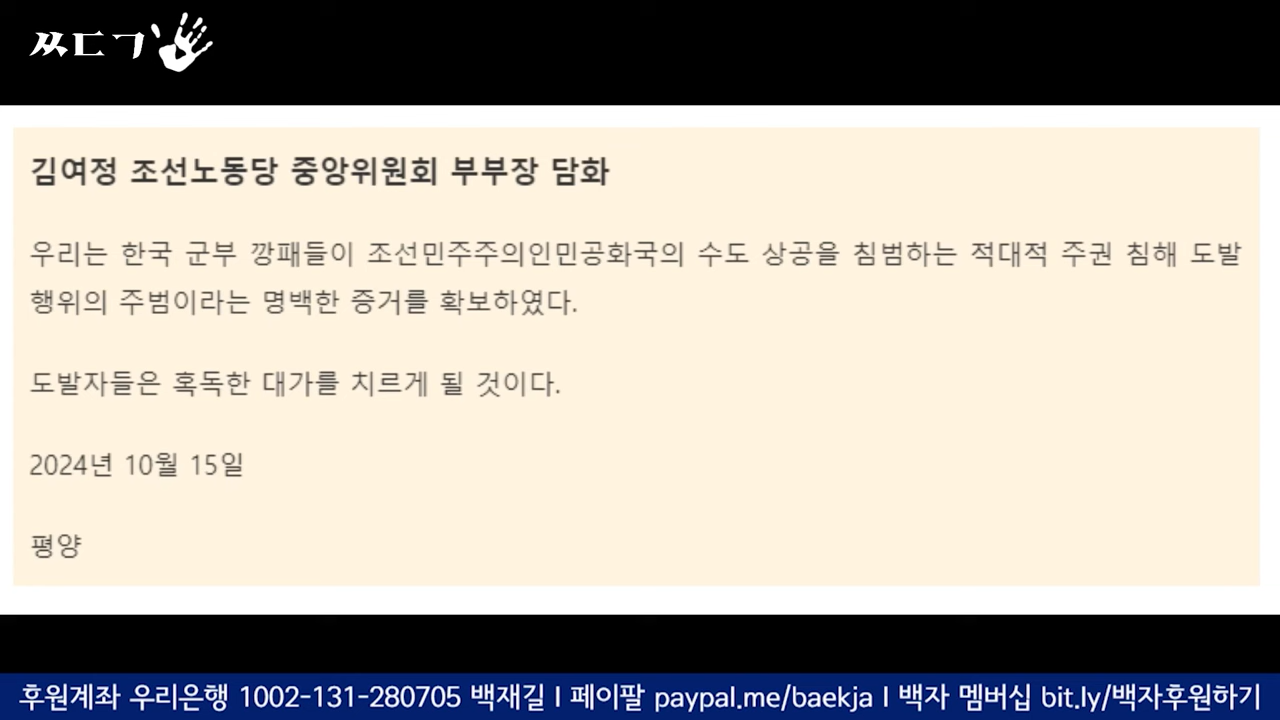 ㅆㄷㄱ
김여정 조선노동당 중앙위원회 부부장 담화
우리는 한국 군부 깡패들이 조선민주주의인민공화국의 수도 상공을 침범하는 적대적 주권 침해 도발
행위의 주범이라는 명백한 증거를 확보하였다.
도발자들은 혹독한 대가를 치르게 될 것이다.
2024년 10월 15일
평양
후원계좌 우리은행 1002-131-280705 백재길 I 페이팔 paypal.me/baekja I 백자 멤버십 bit.ly/백자후원하기